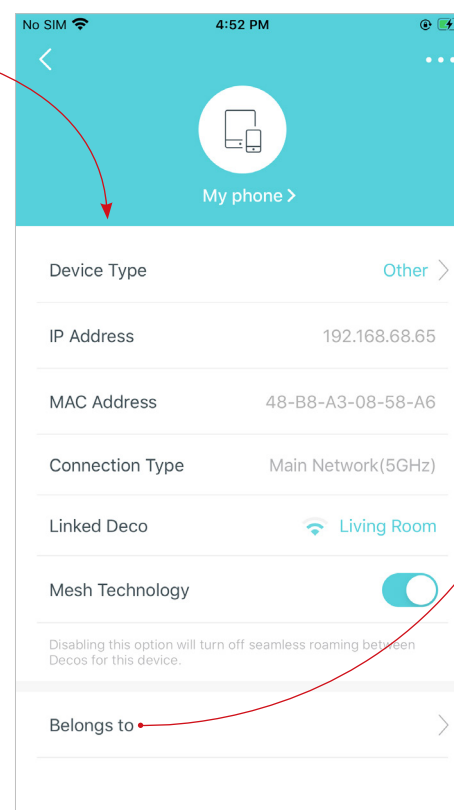 No SIM 4:52 PM
My phone >
Device Type Other >
IP Address 192.168.68.65
MAC Address 48-B8-A3-08-58-A6
Connection Type Main Network(5GHz)
Linked Deco Living Room
Mesh Technology
Disabling this option will turn off seamless roaming between
Decos for this device.
Belongs to >